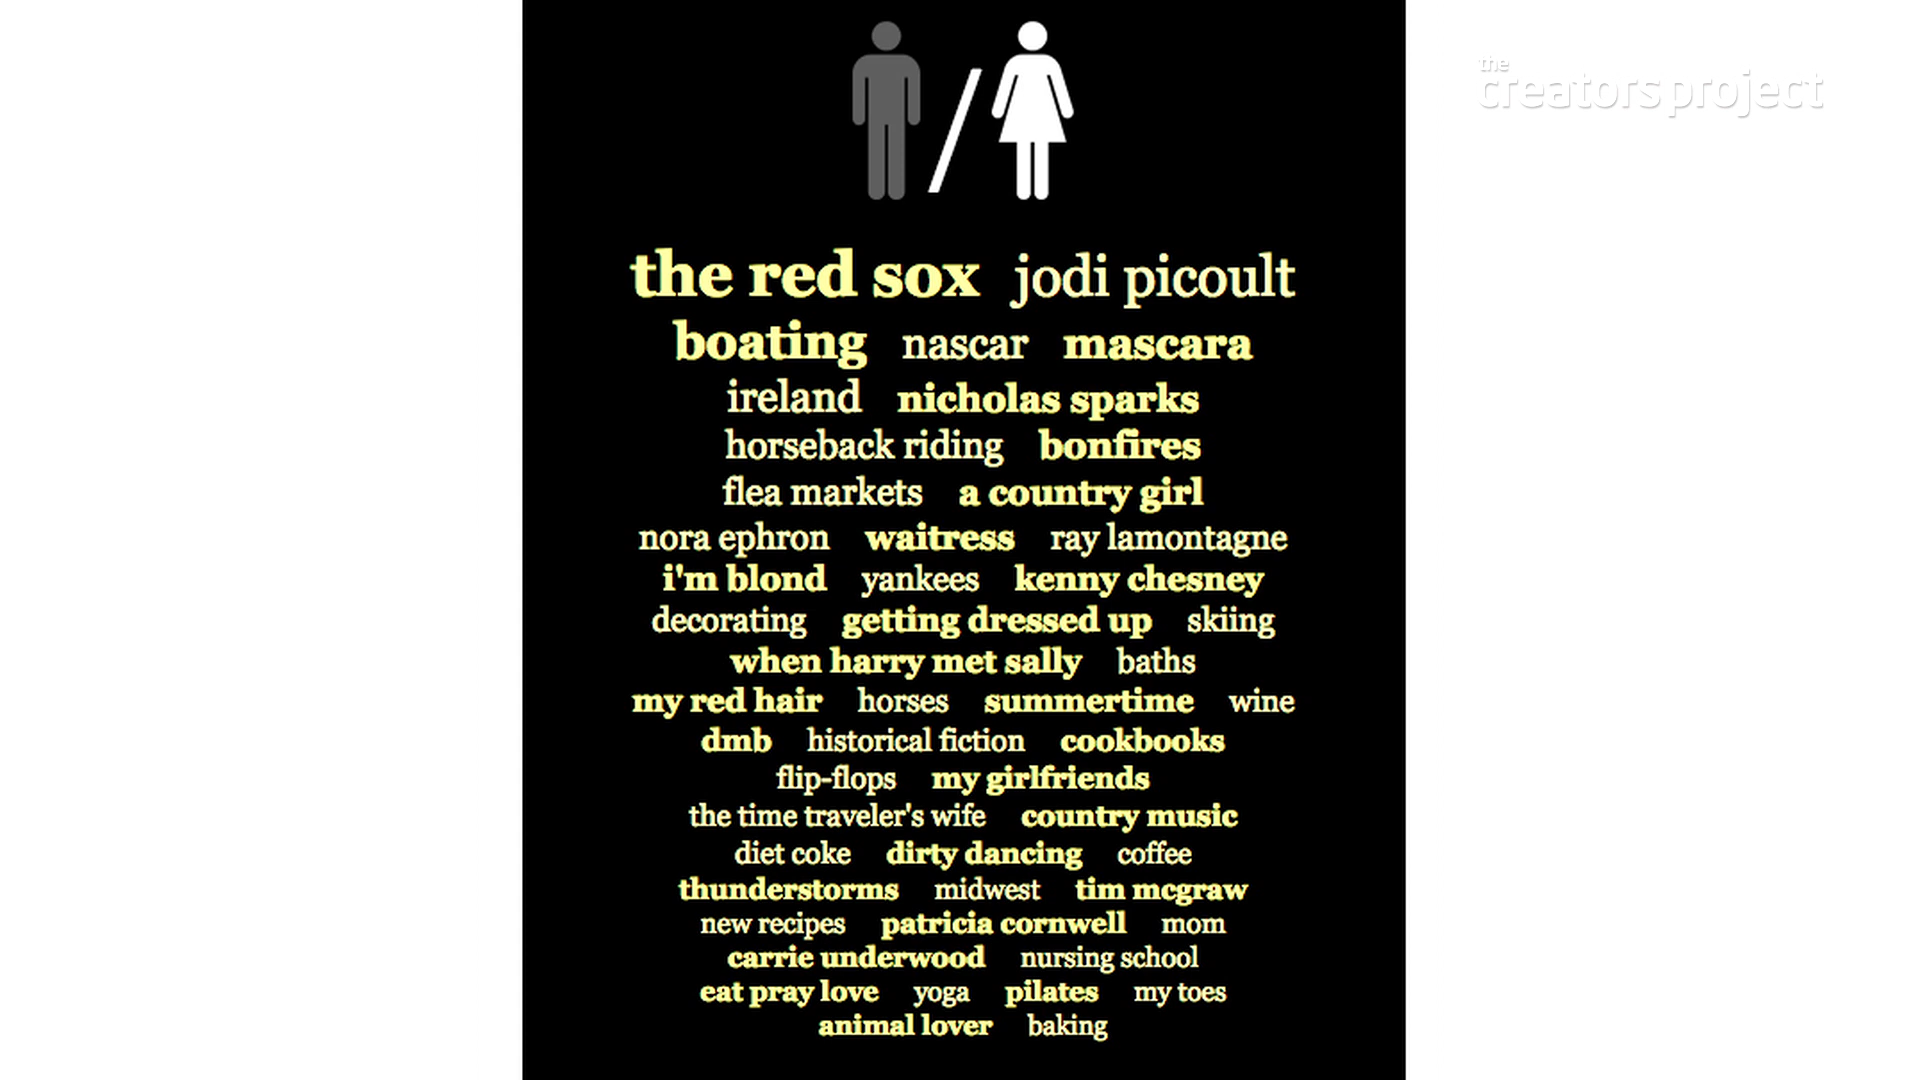 the
creatorsproject
the red sox jodi picoult
boating nascar mascara
ireland nicholas sparks
horseback riding bonfires
flea markets a country girl
nora ephron waitress ray lamontagne
i'm blond yankees kenny chesney
decorating getting dressed up skiing
when harry met sally baths
my red hair horses summertime wine
dmb historical fiction cookbooks
flip-flops my girlfriends
the time traveler's wife country music
diet coke dirty dancing coffee
thunderstorms midwest tim mcgraw
new recipes patricia cornwell mom
carrie underwood nursing school
eat pray love yoga pilates my toes
animal lover baking